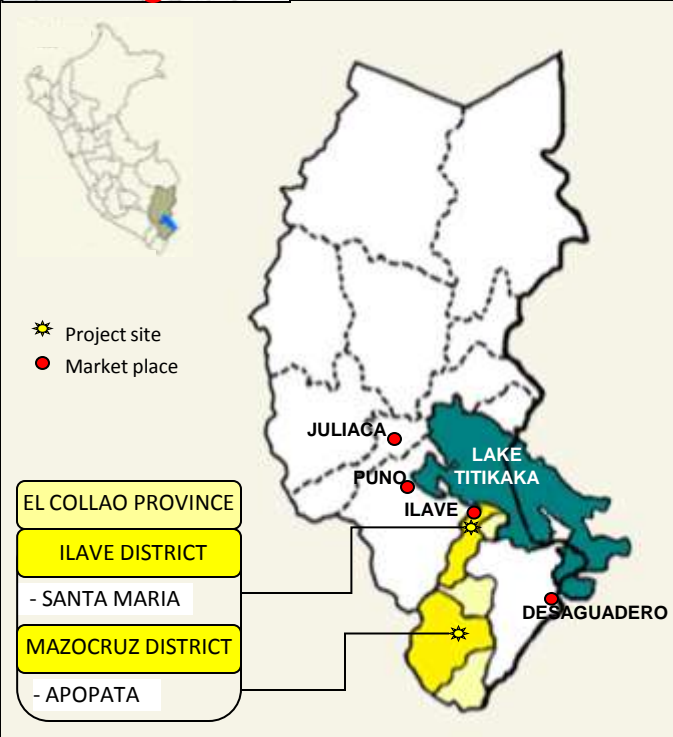 Project site
Market place
JULIACA
LAKE
TITIKAKA
PUNO
ILAVE
DESAGUADERO
EL COLLAO PROVINCE
ILAVE DISTRICT
- SANTA MARIA
MAZOCRUZ DISTRICT
- APOPATA